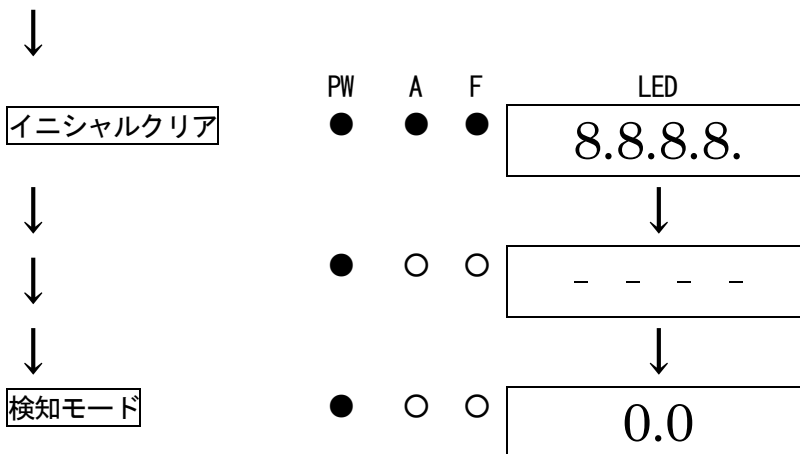 ↓
PW A F LED
イニシャルクリア ● ● ● 8.8.8.8.
↓ ↓
↓ ● ○ ○ - - - -
↓ ↓
検知モード ● ○ ○ 0.0